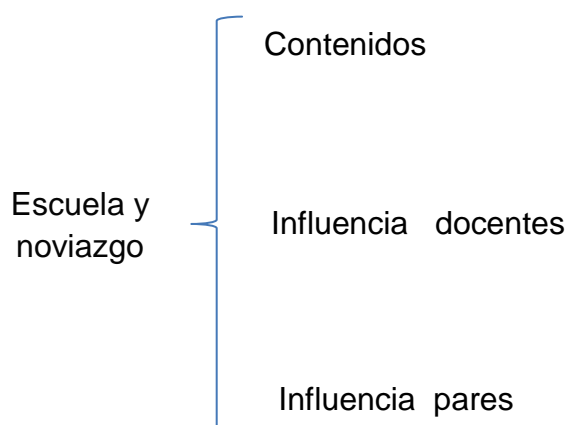 Contenidos
Escuela y
noviazgo
Influencia docentes
Influencia pares